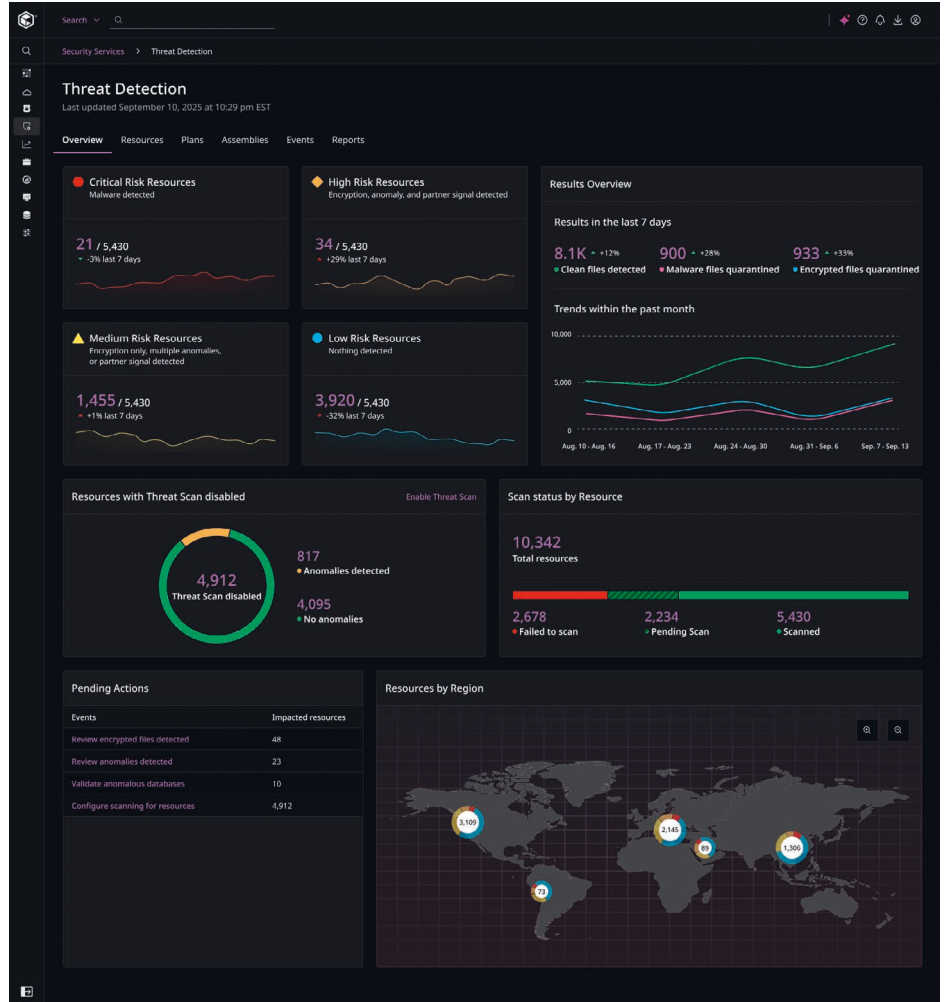 Search
Security Services > Threat Detection
Threat Detection
Last updated September 10, 2025 at 10:29 pm EST
Overview Resources Plans Assemblies Events Reports
Critical Risk Resources
Malware detected
21 / 5,430
-3% last 7 days
High Risk Resources
Encryption, anomaly, and partner signal detected
34 / 5,430
+29% last 7 days
Medium Risk Resources
Encryption only, multiple anomalies,
or partner signal detected
1,455 / 5,430
+1% last 7 days
Low Risk Resources
Nothing detected
3,920 / 5,430
-32% last 7 days
Results Overview
Results in the last 7 days
8.1K +12%
Clean files detected
900 +28%
Malware files quarantined
933 +33%
Encrypted files quarantined
Trends within the past month
10,000
5,000
0
Aug. 10 - Aug. 16 Aug. 17 - Aug. 23 Aug. 24 - Aug. 30 Aug. 31 - Sep. 6 Sep. 7 - Sep. 13
Resources with Threat Scan disabled
Enable Threat Scan
4,912
Threat Scan disabled
817
Anomalies detected
4,095
No anomalies
Scan status by Resource
10,342
Total resources
2,678
Failed to scan
2,234
Pending Scan
5,430
Scanned
Pending Actions
Events Impacted resources
Review encrypted files detected 48
Review anomalies detected 23
Validate anomalous databases 10
Configure scanning for resources 4,912
Resources by Region
3,109
2,145
89
1,306
73